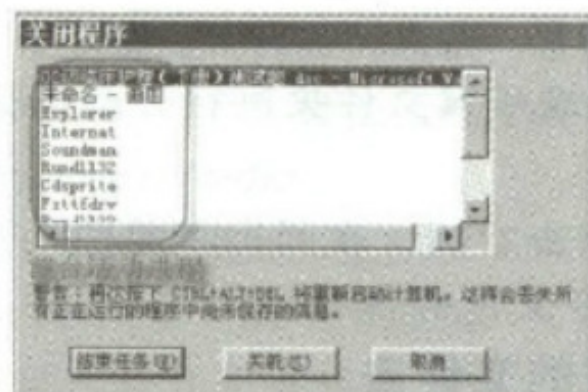 关闭程序
Microsoft
未命名 - 画图
Explorer
Internat
Soundman
Rundll32
Cdsprite
警告: 再次按下 CTRL+ALT+DEL 将重新启动计算机。这样会丢失所
有正在运行的程序中尚未保存的信息。
结束任务(E) 关机(S) 取消